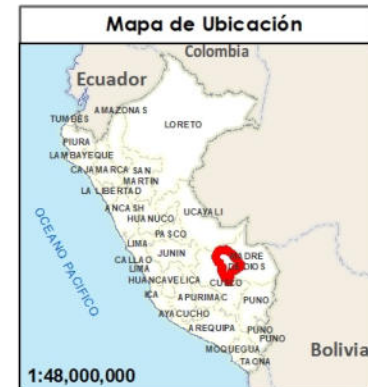 Mapa de Ubicación
Colombia
Ecuador
AMAZONAS
TUMBES
LORETO
PIURA
LAMBAYEQUE
CAJAMARCA
SAN
MARTIN
LA LIBERTAD
ANCASH
UCAYALI
HUANUCO
PASCO
LIMA
JUNIN
MADRE
DE DIOS
CALLAO
LIMA
HUANCAVELICA
CUSCO
ICA
APURIMAC
PUNO
AYACUCHO
AREQUIPA
PUNO
PUNO
MOQUEGUA
TACNA
Bolivia
OCEANO PACIFICO
1:48,000,000